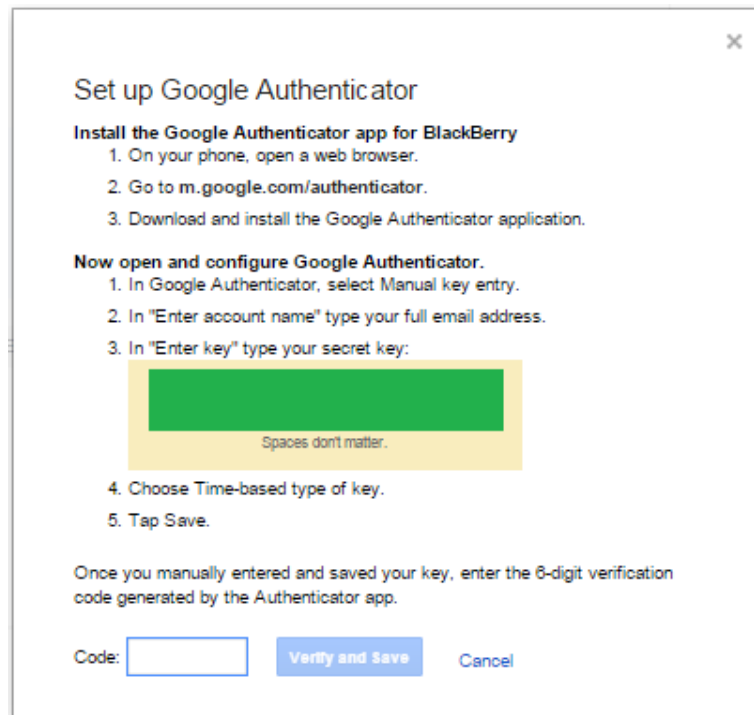 ×
Set up Google Authenticator
Install the Google Authenticator app for BlackBerry
1. On your phone, open a web browser.
2. Go to m.google.com/authenticator.
3. Download and install the Google Authenticator application.
Now open and configure Google Authenticator.
1. In Google Authenticator, select Manual key entry.
2. In "Enter account name" type your full email address.
3. In "Enter key" type your secret key:
Spaces don't matter.
4. Choose Time-based type of key.
5. Tap Save.
Once you manually entered and saved your key, enter the 6-digit verification
code generated by the Authenticator app.
Code: Verify and Save Cancel